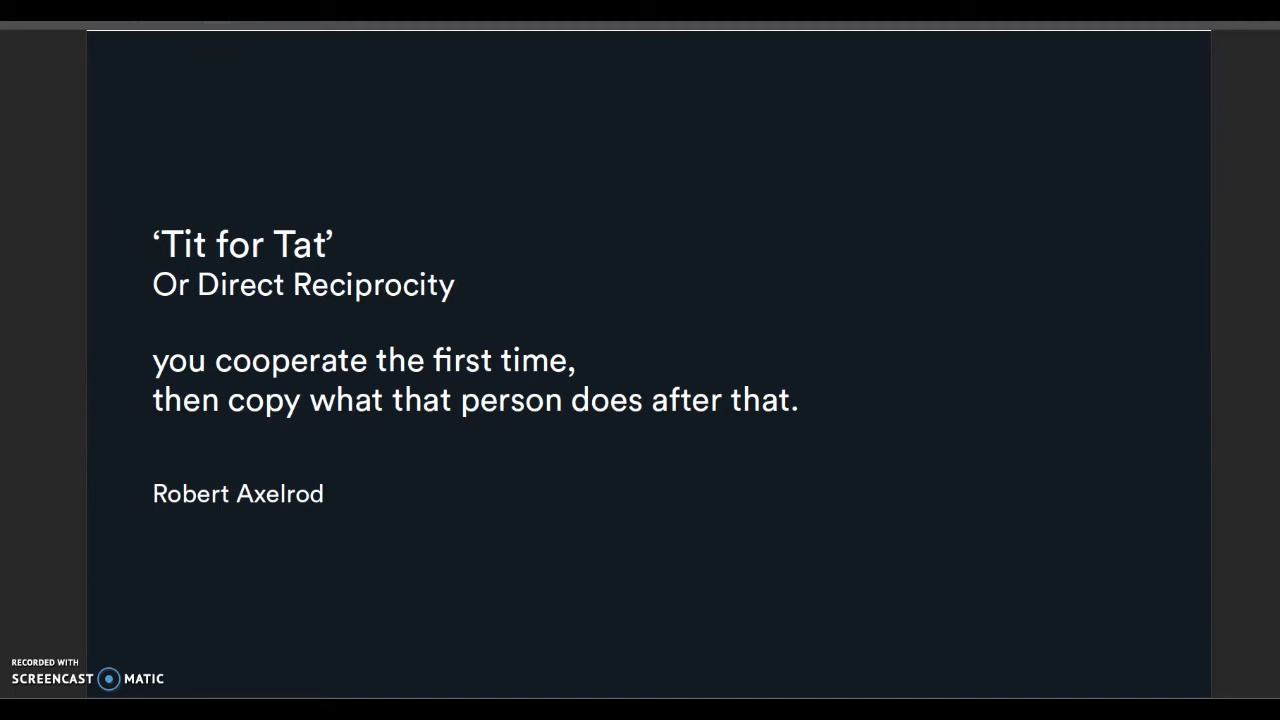 ‘Tit for Tat’
Or Direct Reciprocity
you cooperate the first time,
then copy what that person does after that.
Robert Axelrod
RECORDED WITH
SCREENCAST MATIC